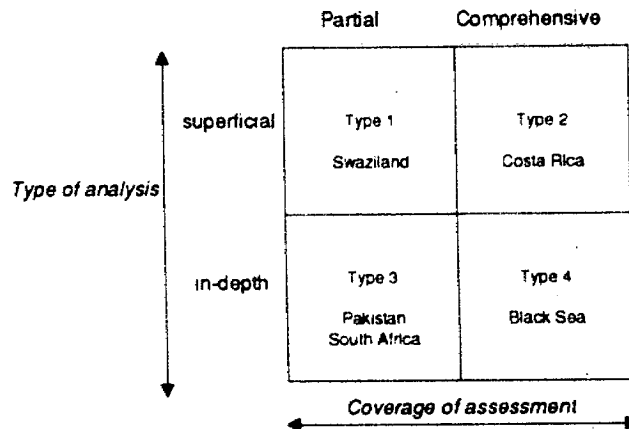 Partial Comprehensive
superficial
Type 1 Type 2
Swaziland Costa Rica
Type of analysis
in-depth
Type 3 Type 4
Pakistan Black Sea
South Africa
Coverage of assessment